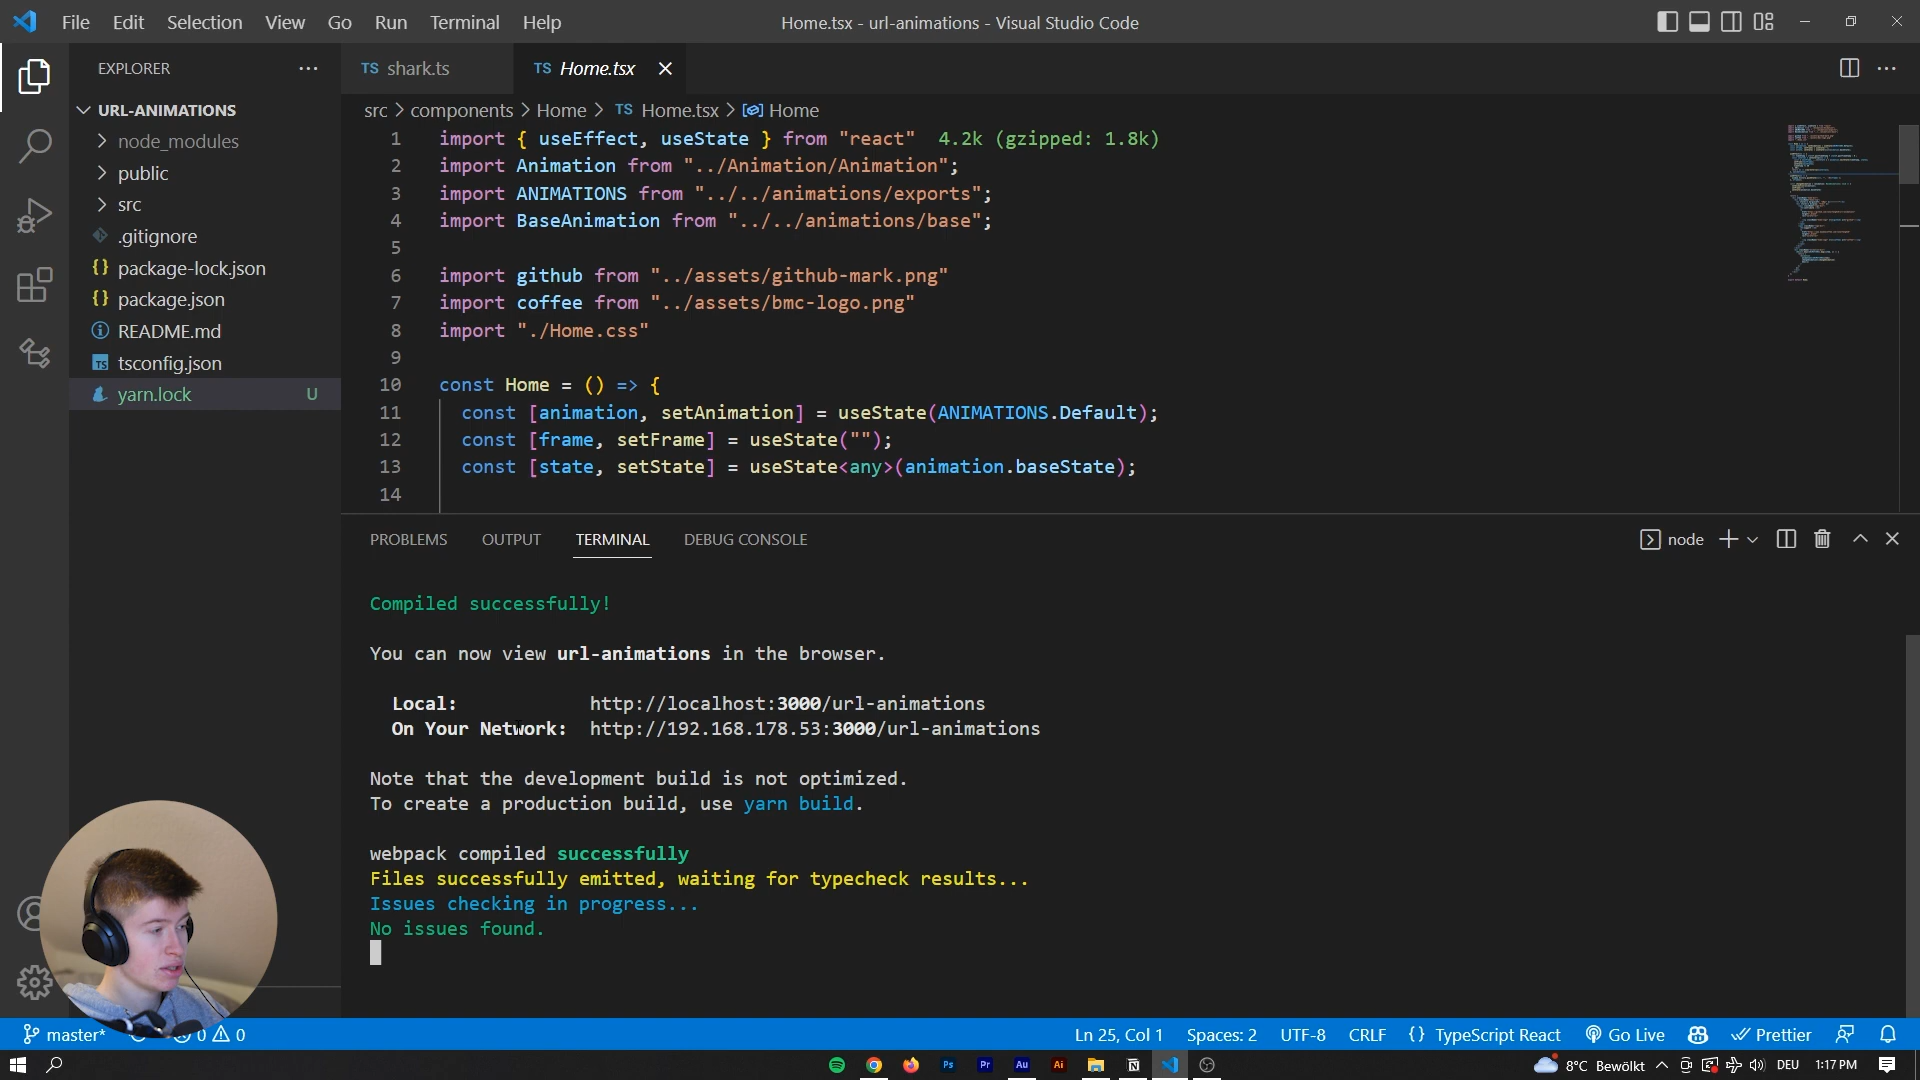 File Edit Selection View Go Run Terminal Help
Home.tsx - url-animations - Visual Studio Code
EXPLORER
URL-ANIMATIONS
node_modules
public
src
.gitignore
{} package-lock.json
{} package.json
README.md
TS tsconfig.json
yarn.lock U
TS shark.ts
TS Home.tsx
src > components > Home > TS Home.tsx > Home
1 import { useEffect, useState } from "react" 4.2k (gzipped: 1.8k)
2 import Animation from "../Animation/Animation";
3 import ANIMATIONS from "../../animations/exports";
4 import BaseAnimation from "../../animations/base";
5
6 import github from "../assets/github-mark.png"
7 import coffee from "../assets/bmc-logo.png"
8 import "./Home.css"
9
10 const Home = () => {
11 const [animation, setAnimation] = useState(ANIMATIONS.Default);
12 const [frame, setFrame] = useState("");
13 const [state, setState] = useState<any>(animation.baseState);
14
PROBLEMS OUTPUT TERMINAL DEBUG CONSOLE
node
Compiled successfully!
You can now view url-animations in the browser.
Local: http://localhost:3000/url-animations
On Your Network: http://192.168.178.53:3000/url-animations
Note that the development build is not optimized.
To create a production build, use yarn build.
webpack compiled successfully
Files successfully emitted, waiting for typecheck results...
Issues checking in progress...
No issues found.
master* 0 0
Ln 25, Col 1 Spaces: 2 UTF-8 CRLF {} TypeScript React Go Live Prettier
Ps Pr Au Ai N
8°C Bewölkt DEU 1:17 PM